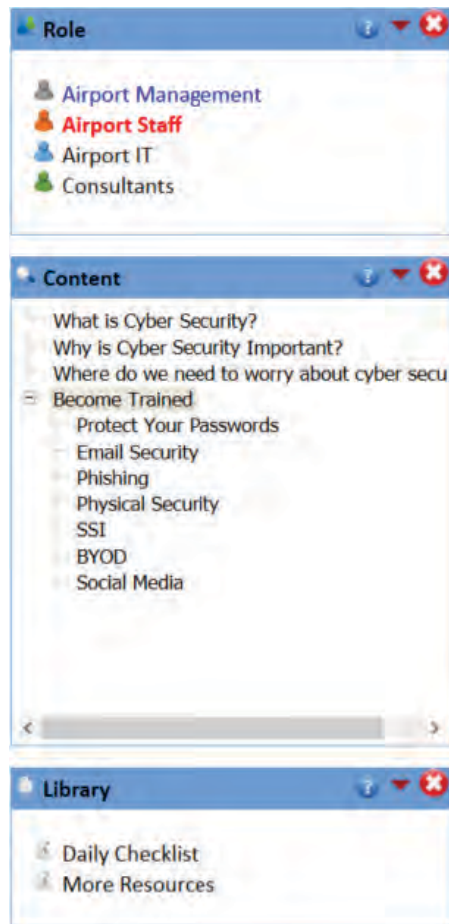 Role
Airport Management
Airport Staff
Airport IT
Consultants
Content
What is Cyber Security?
Why is Cyber Security Important?
Where do we need to worry about cyber secu
Become Trained
Protect Your Passwords
Email Security
Phishing
Physical Security
SSI
BYOD
Social Media
Library
Daily Checklist
More Resources